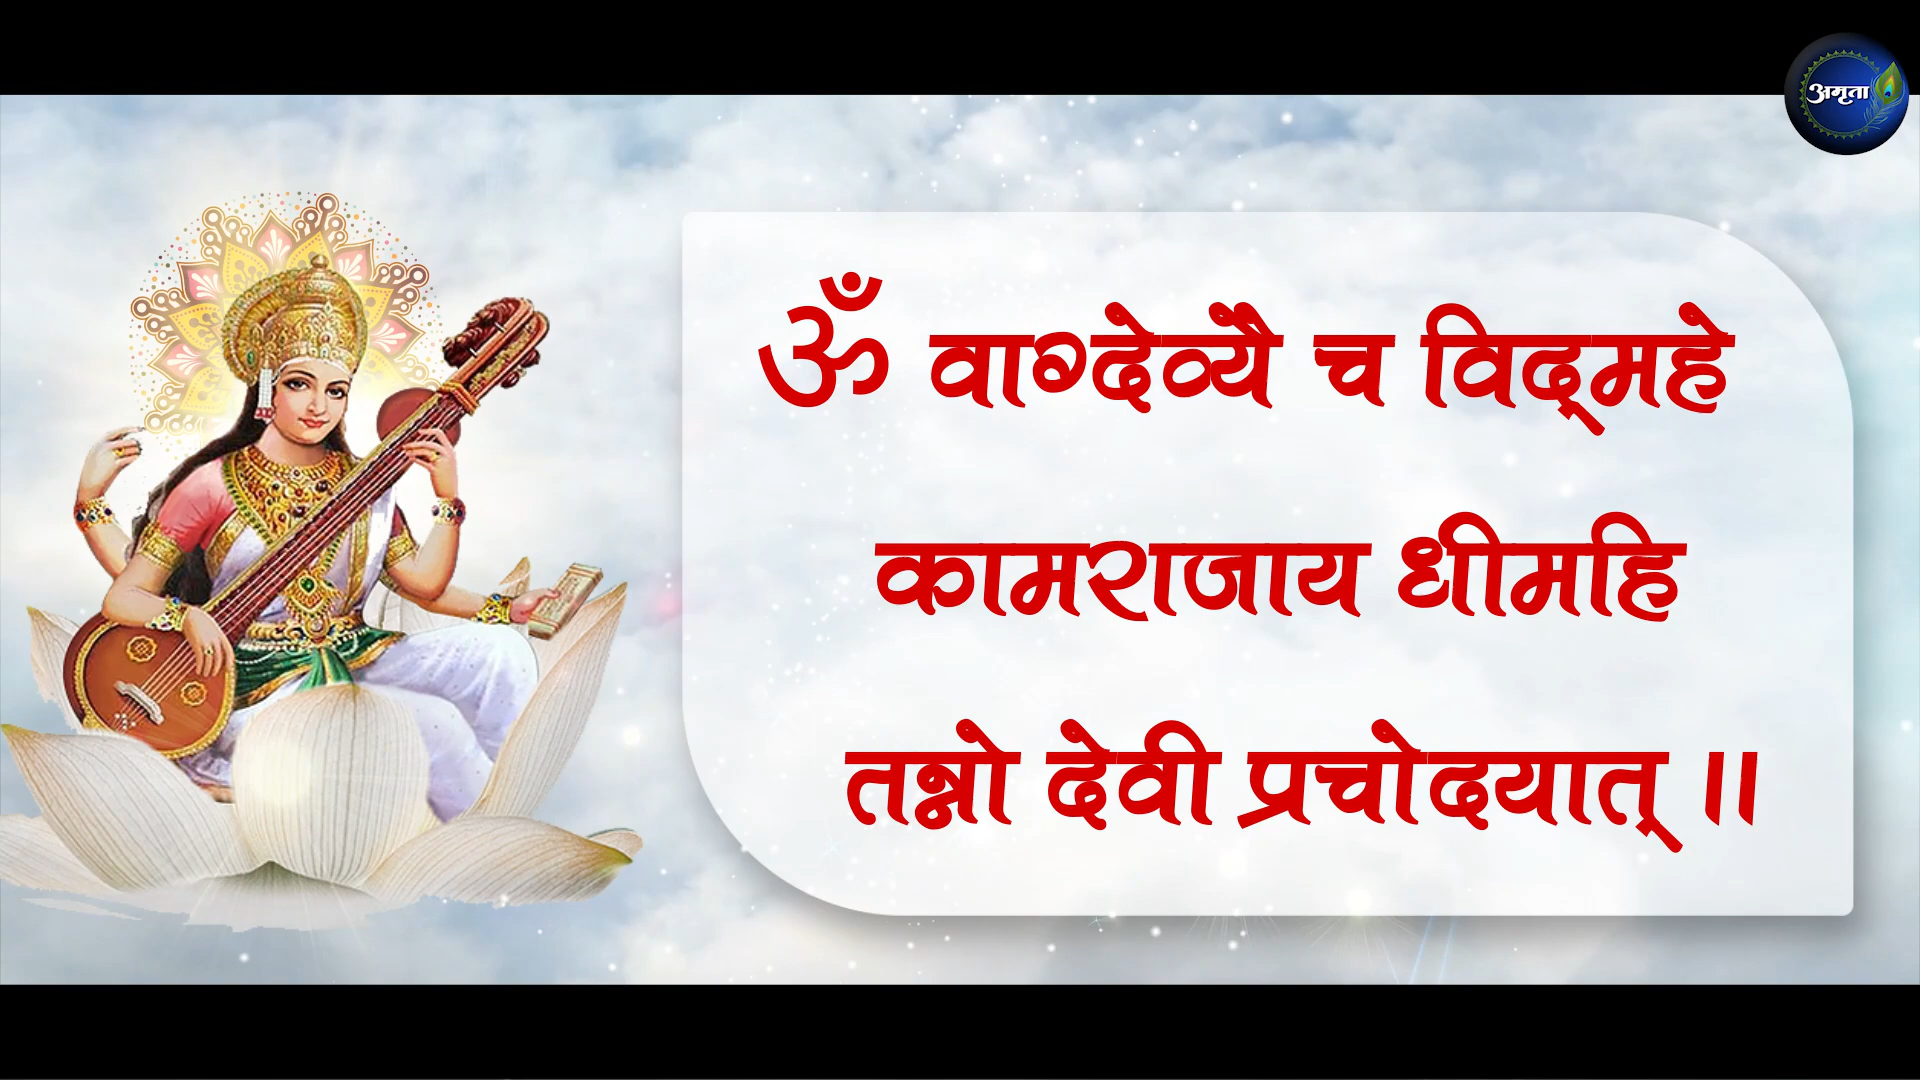 अमृता
ॐ वाग्देव्यै च विद्‌महे
कामराजाय धीमहि
तन्नो देवी प्रचोदयात् ॥